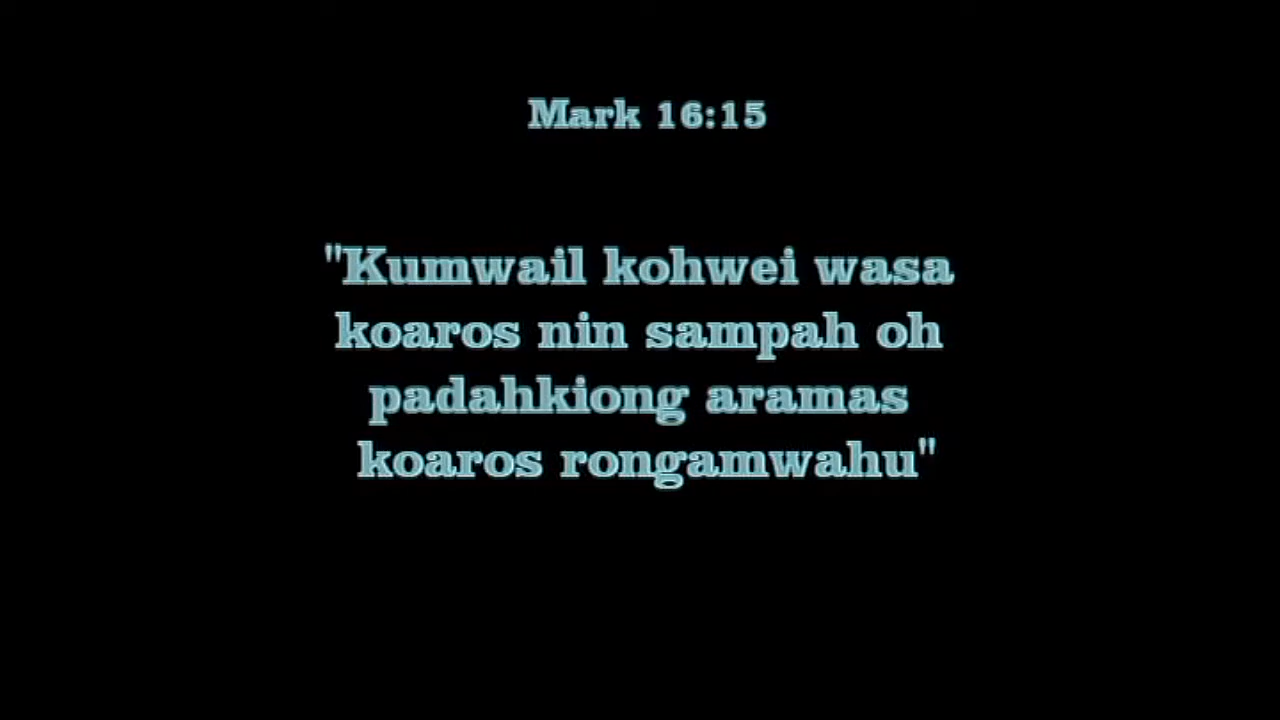 Mark 16:15
"Kumwail kohwei wasa
koaros nin sampah oh
padahkiong aramas
koaros rongamwahu"